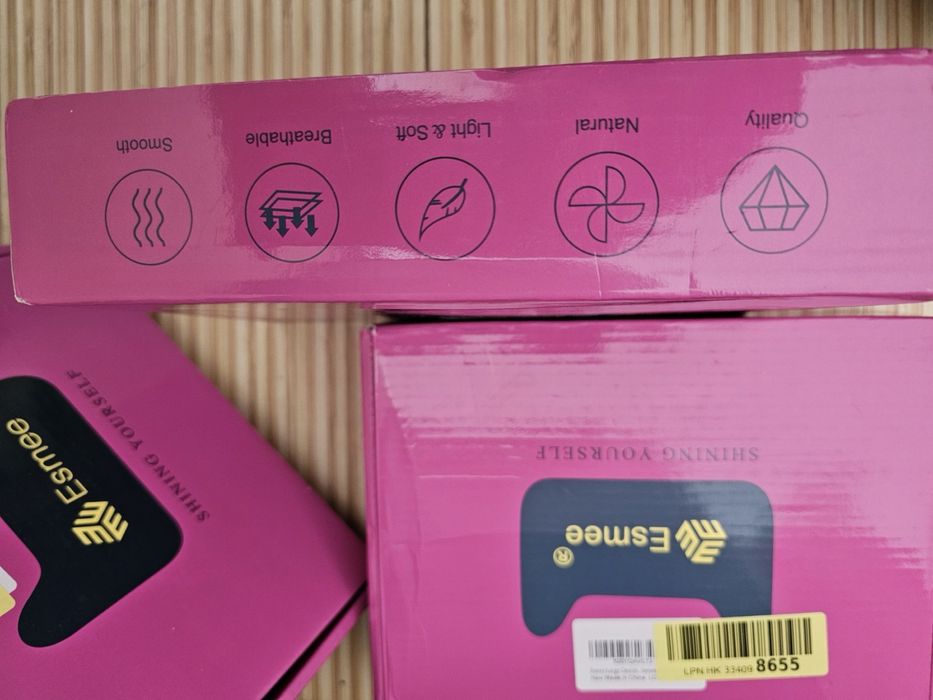 Quality
Natural
Light & Soft
Breathable
Smooth
SHINING YOURSELF
Esmee
SHINING YOURSELF
Esmee®
LPN HK 33409 8655